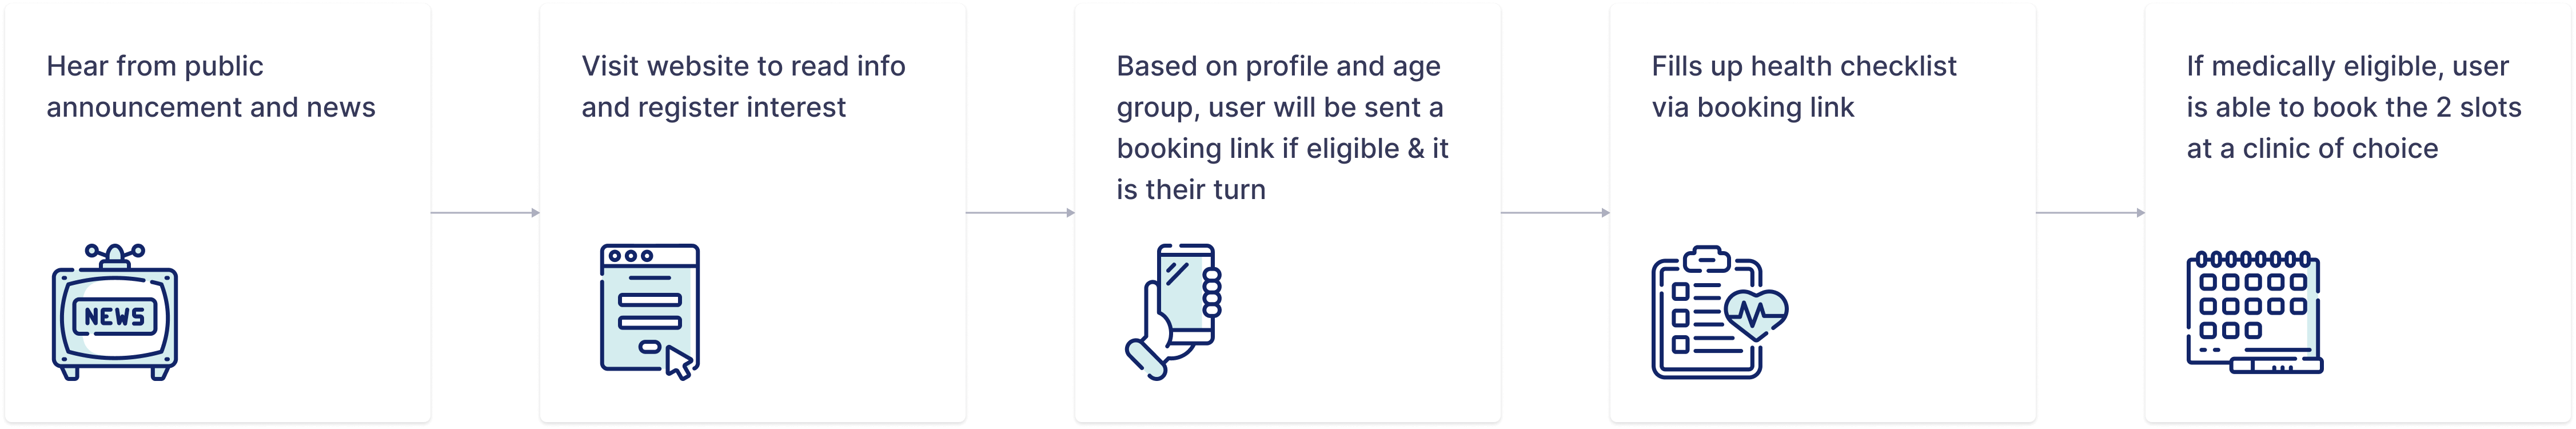 Hear from public
announcement and news
NEWS
Visit website to read info
and register interest
Based on profile and age
group, user will be sent a
booking link if eligible & it
is their turn
Fills up health checklist
via booking link
If medically eligible, user
is able to book the 2 slots
at a clinic of choice